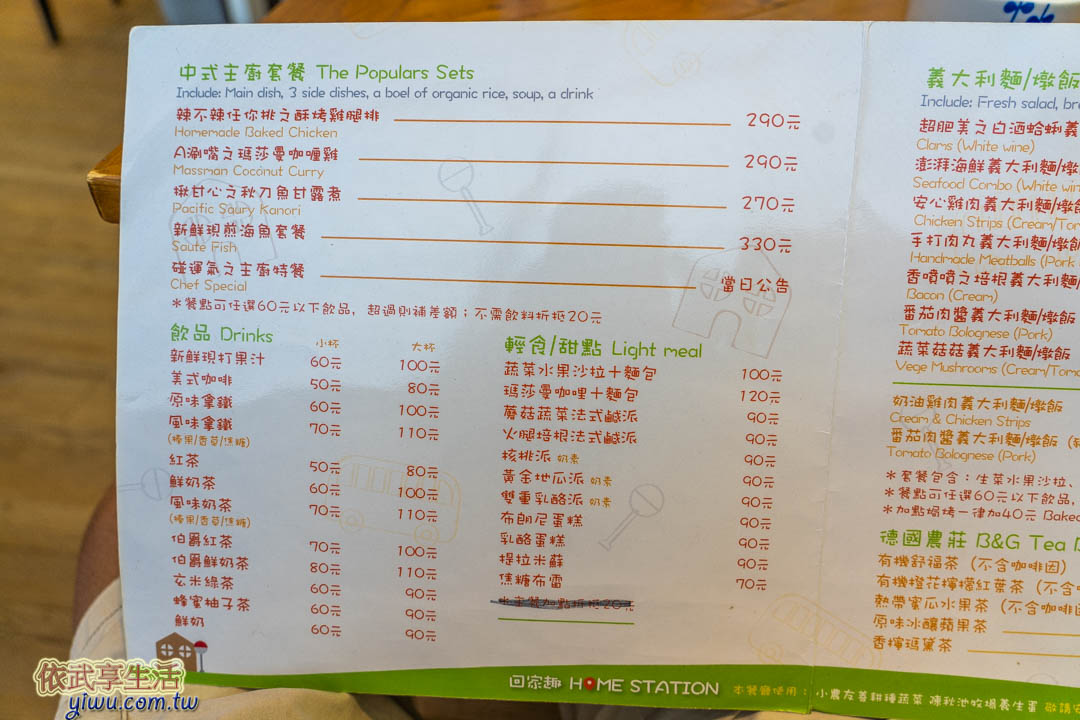 中式主廚套餐 The Populars Sets
Include: Main dish, 3 side dishes, a boel of organic rice, soup, a drink
辣不辣任你挑之酥烤雞腿排 290元
Homemade Baked Chicken
A涮嘴之瑪莎曼咖喱雞 290元
Massman Coconut Curry
揪甘心之秋刀魚甘露煮 270元
Pacific Saury Kanori
新鮮現煎海魚套餐 330元
Saute Fish
碰運氣之主廚特餐 當日公告
Chef Special
*餐點可任選60元以下飲品, 超過則補差額；不需飲料折抵20元
飲品 Drinks 小杯 大杯
新鮮現打果汁 60元 100元
美式咖啡 50元 80元
原味拿鐵 60元 100元
風味拿鐵 70元 110元
(榛果/香草/焦糖)
紅茶 50元 80元
鮮奶茶 60元 100元
風味奶茶 70元 110元
(榛果/香草/焦糖)
伯爵紅茶 70元 100元
伯爵鮮奶茶 80元 110元
玄米綠茶 60元 90元
蜂蜜柚子茶 60元 90元
鮮奶 60元 90元
輕食/甜點 Light meal
蔬菜水果沙拉+麵包 100元
瑪莎曼咖哩+麵包 120元
蘑菇蔬菜法式鹹派 90元
火腿培根法式鹹派 90元
核桃派 奶素 90元
黃金地瓜派 奶素 90元
雙重乳酪派 奶素 90元
布朗尼蛋糕 90元
乳酪蛋糕 90元
提拉米蘇 90元
焦糖布雷 70元
義大利麵/燉飯
Include: Fresh salad, br
超肥美之白酒蛤蜊義
Clams (White wine)
澎湃海鮮義大利麵/燉
Seafood Combo (White win
安心雞肉義大利麵/燉飯
Chicken Strips (Cream/Tom
手打肉丸義大利麵/燉飯
Handmade Meatballs (Pork
香噴噴之培根義大利麵
Bacon (Cream)
番茄肉醬義大利麵/燉飯
Tomato Bolognese (Pork)
蔬菜菇菇義大利麵/燉飯
Vege Mushrooms (Cream/Toma
奶油雞肉義大利麵/燉飯
Cream & Chicken Strips
番茄肉醬義大利麵/燉飯
Tomato Bolognese (Pork)
*套餐包含：生菜水果沙拉、
*餐點可任選60元以下飲品,
*加點焗烤一律加40元 Baked
德國農莊 B&G Tea
有機舒福茶 (不含咖啡因)
有機橙花檸檬紅葉茶 (不含
熱帶蜜瓜水果茶 (不含咖啡因
原味冰釀蘋果茶
香檸瑪黛茶
回家趣 HOME STATION
本餐廳使用：小農友善耕種蔬菜 凍秋池牧場養生蛋 敬請安
依武享生活
yiwu.com.tw